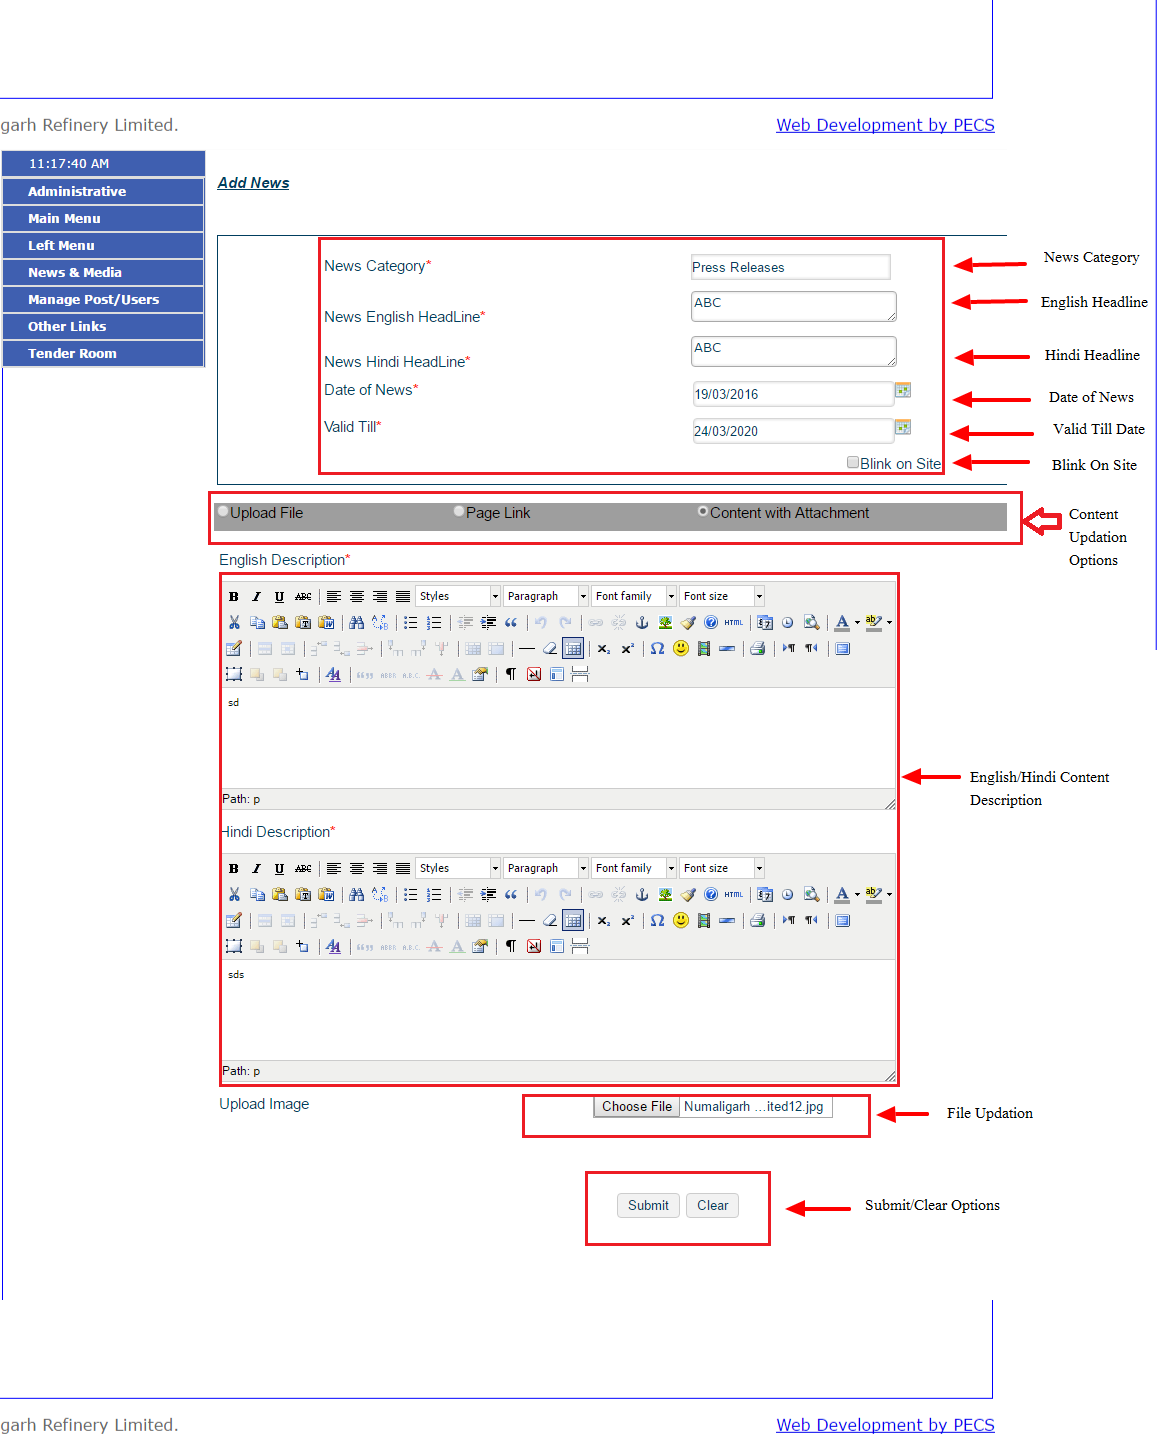 garh Refinery Limited.
Web Development by PECS
11:17:40 AM
Administrative
Main Menu
Left Menu
News & Media
Manage Post/Users
Other Links
Tender Room
Add News
News Category*
Press Releases
News Category
News English HeadLine*
ABC
English Headline
News Hindi HeadLine*
ABC
Hindi Headline
Date of News*
19/03/2016
Date of News
Valid Till*
24/03/2020
Valid Till Date
Blink on Site
Blink On Site
Upload File
Page Link
Content with Attachment
Content
Updation
Options
English Description*
B I U ABC Styles Paragraph Font family Font size
HTML
sd
Path: p
English/Hindi Content
Description
Hindi Description*
B I U ABC Styles Paragraph Font family Font size
HTML
sds
Path: p
Upload Image
Choose File Numaligarh ...ited12.jpg
File Updation
Submit
Clear
Submit/Clear Options
garh Refinery Limited.
Web Development by PECS